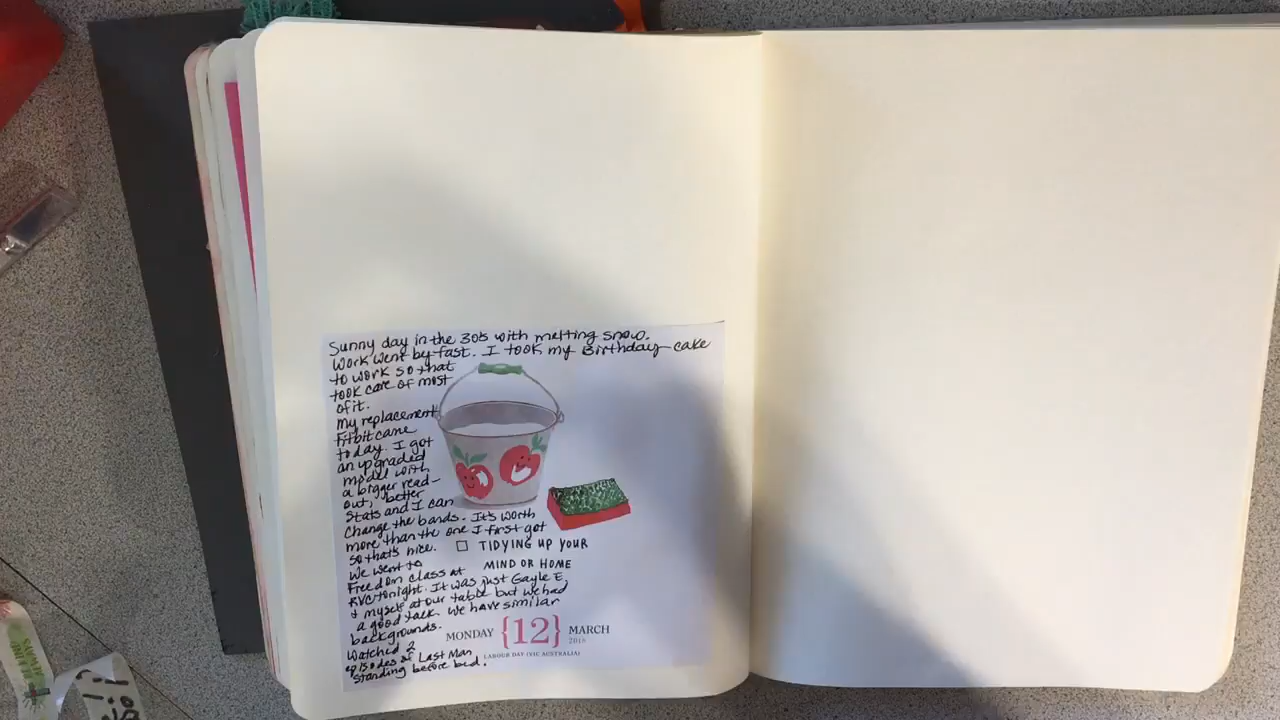 Sunny day in the 30's with melting snow.
Work went by fast. I took my Birthday cake
to work so that
took care of most
of it.
My replacement
Fitbit came
today. I got
an upgraded
model with
a bigger read-
out, better
Stats and I can
change the bands. It's worth
more than the one I first got
so that's nice.
TIDYING UP YOUR
MIND OR HOME
We went to
Freedom class at
RVC tonight. It was just Gayle E,
+ myself at our table but we had
a good talk. We have similar
backgrounds.
MONDAY {12} MARCH
2018
LABOUR DAY (VIC AUSTRALIA)
Watched 2
episodes of Last Man
Standing before bed.